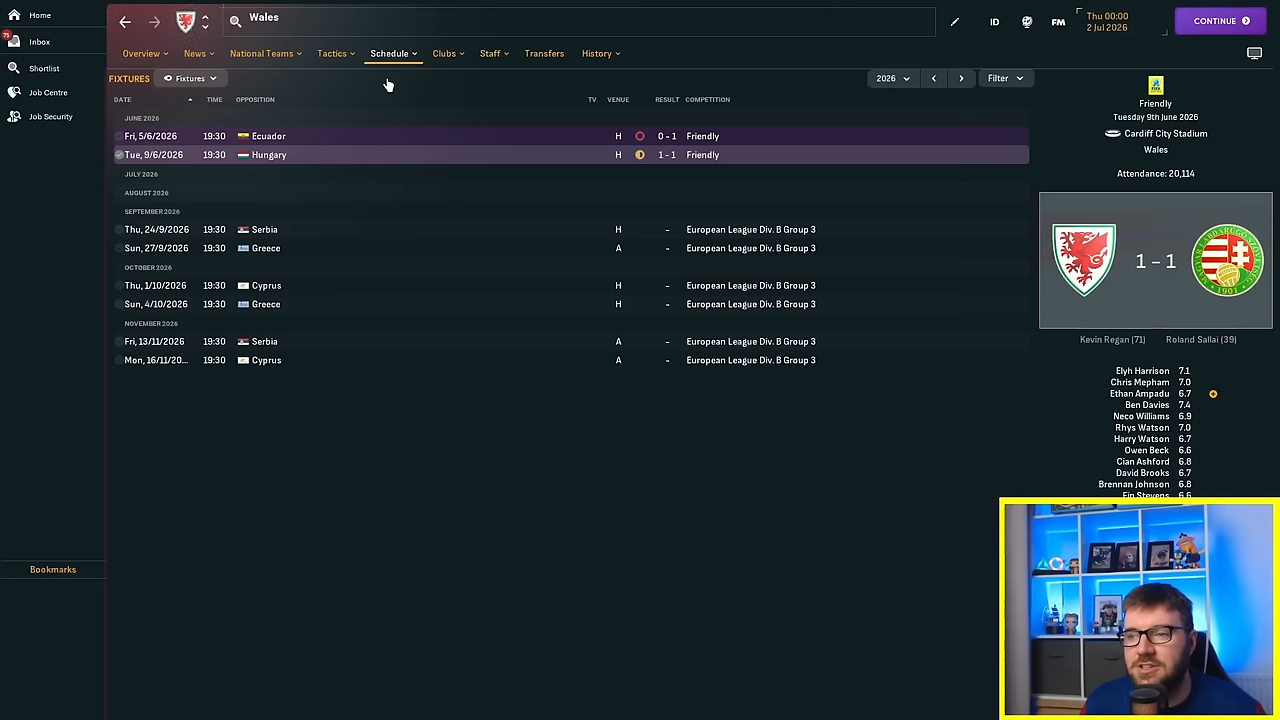 Home
75
Inbox
Shortlist
Job Centre
Job Security
Bookmarks
Wales
ID
FM
Thu 00:00
2 Jul 2026
CONTINUE
Overview
News
National Teams
Tactics
Schedule
Clubs
Staff
Transfers
History
FIXTURES
Fixtures
2026
Filter
DATE TIME OPPOSITION TV VENUE RESULT COMPETITION
JUNE 2026
Fri, 5/6/2026 19:30 Ecuador H 0 - 1 Friendly
Tue, 9/6/2026 19:30 Hungary H 1 - 1 Friendly
JULY 2026
AUGUST 2026
SEPTEMBER 2026
Thu, 24/9/2026 19:30 Serbia H - European League Div. B Group 3
Sun, 27/9/2026 19:30 Greece A - European League Div. B Group 3
OCTOBER 2026
Thu, 1/10/2026 19:30 Cyprus H - European League Div. B Group 3
Sun, 4/10/2026 19:30 Greece H - European League Div. B Group 3
NOVEMBER 2026
Fri, 13/11/2026 19:30 Serbia A - European League Div. B Group 3
Mon, 16/11/20... 19:30 Cyprus A - European League Div. B Group 3
Friendly
Tuesday 9th June 2026
Cardiff City Stadium
Wales
Attendance: 20,114
1 - 1
1901
Kevin Regan (71) Roland Sallai (39)
Elyh Harrison 7.1
Chris Mepham 7.0
Ethan Ampadu 6.7
Ben Davies 7.4
Neco Williams 6.9
Rhys Watson 7.0
Harry Watson 6.7
Owen Beck 6.6
Cian Ashford 6.8
David Brooks 6.7
Brennan Johnson 6.8
Fin Stevens 6.6